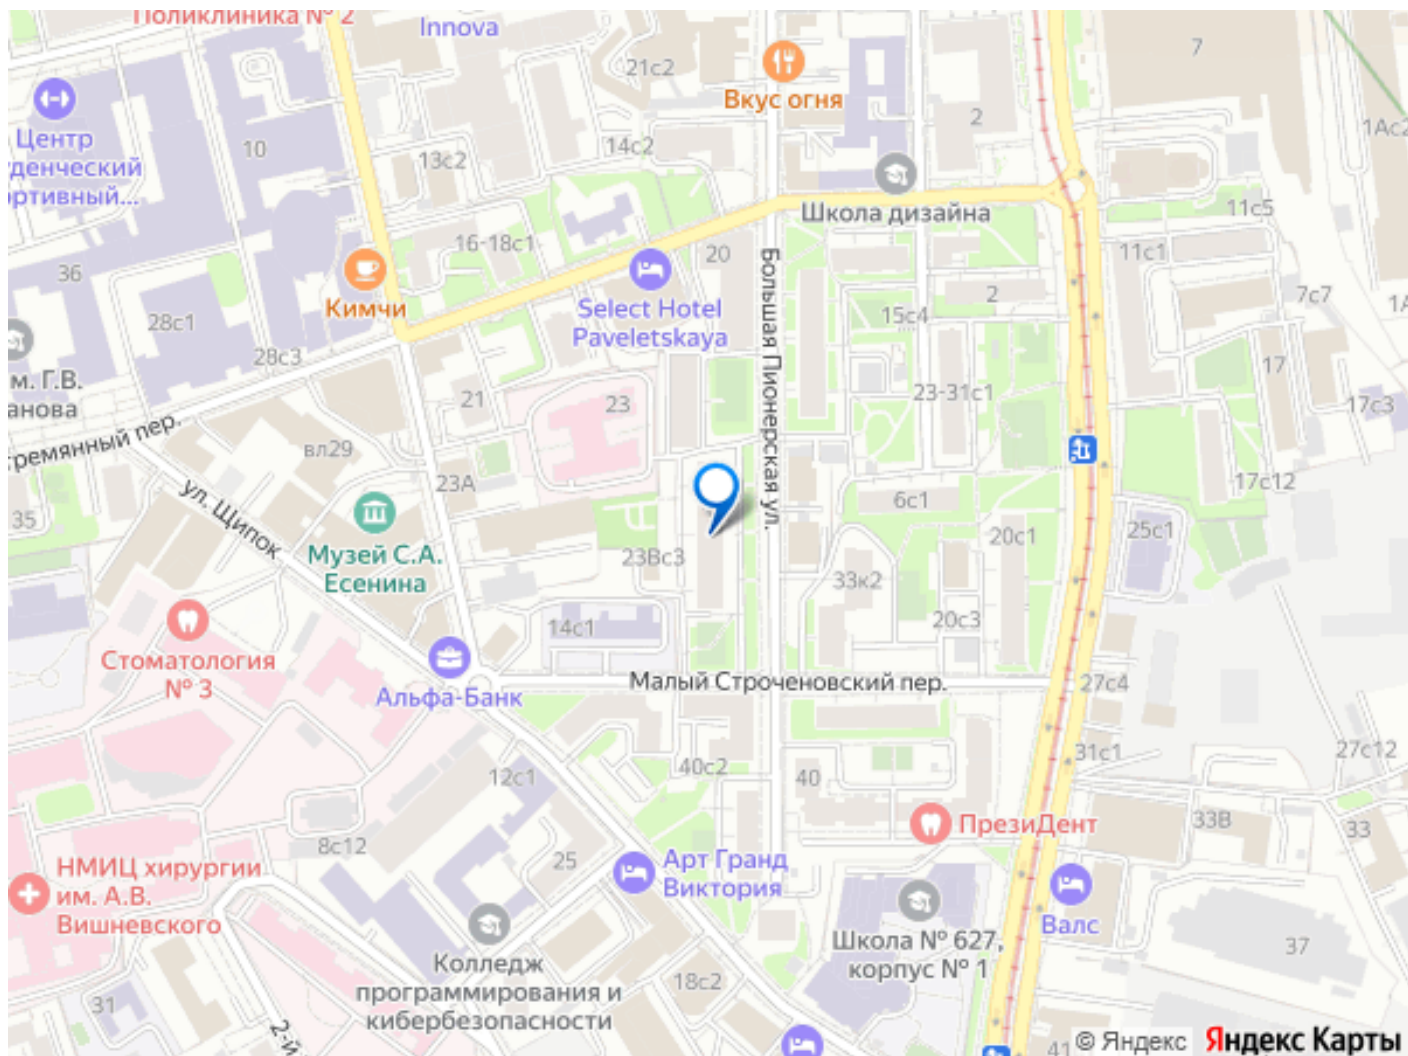 Поликлиника № 2
Innova
21с2
7
Вкус огня
2
1Ас2
Центр
уденческий
ортивный...
10
13с2
14с2
Школа дизайна
11с5
16-18с1
20
11с1
36
Кимчи
Select Hotel
Paveletskaya
Большая Пионерская ул.
2
7с7
28с1
15с4
28с3
17
м. Г.В.
анова
21
23
23-31с1
17с3
тремянный пер.
вл29
23А
17с12
6с1
35
ул. Щипок
Музей С.А.
Есенина
23Вс3
20с1
25с1
33к2
14с1
20с3
Стоматология
№ 3
Альфа-Банк
Малый Строченовский пер.
27с4
12с1
40с2
40
31с1
27с12
ПрезиДент
33В
33
8с12
НМИЦ хирургии
им. А.В.
Вишневского
25
Арт Гранд
Виктория
Валс
Школа № 627,
корпус № 1
37
Колледж
программирования и
кибербезопасности
18с2
31
2-й
41
© Яндекс
Яндекс Карты